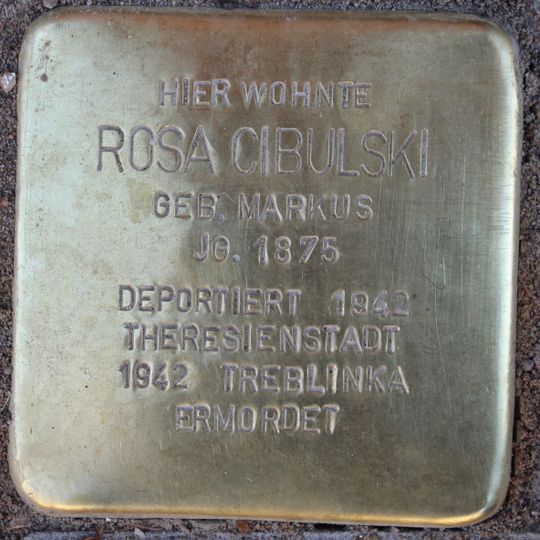 HIER WOHNTE
ROSA CIBULSKI
GEB. MARKUS
JG. 1875
DEPORTIERT 1942
THERESIENSTADT
1942 TREBLINKA
ERMORDET